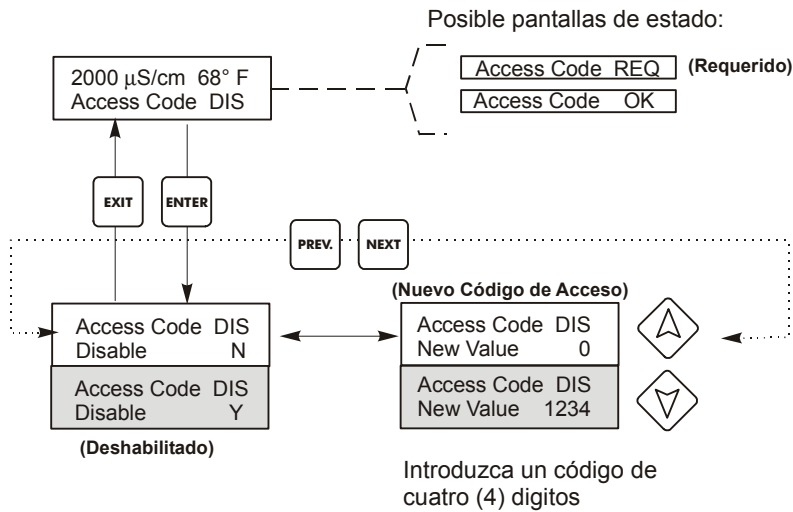 Posible pantallas de estado:
2000 μS/cm 68° F
Access Code DIS
Access Code REQ
(Requerido)
Access Code OK
EXIT
ENTER
PREV.
NEXT
(Nuevo Código de Acceso)
Access Code DIS
Disable N
Access Code DIS
Disable Y
(Deshabilitado)
Access Code DIS
New Value 0
Access Code DIS
New Value 1234
Introduzca un código de
cuatro (4) digitos